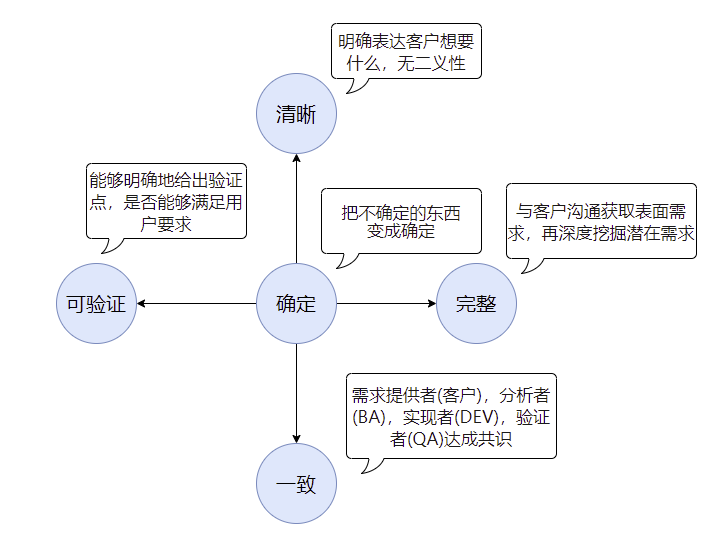 明确表达客户想要
什么，无二义性
清晰
能够明确地给出验证
点，是否能够满足用
户要求
把不确定的东西
变成确定
与客户沟通获取表面需
求，再深度挖掘潜在需求
可验证
确定
完整
需求提供者(客户)，分析者
(BA)，实现者(DEV)，验证
者(QA)达成共识
一致